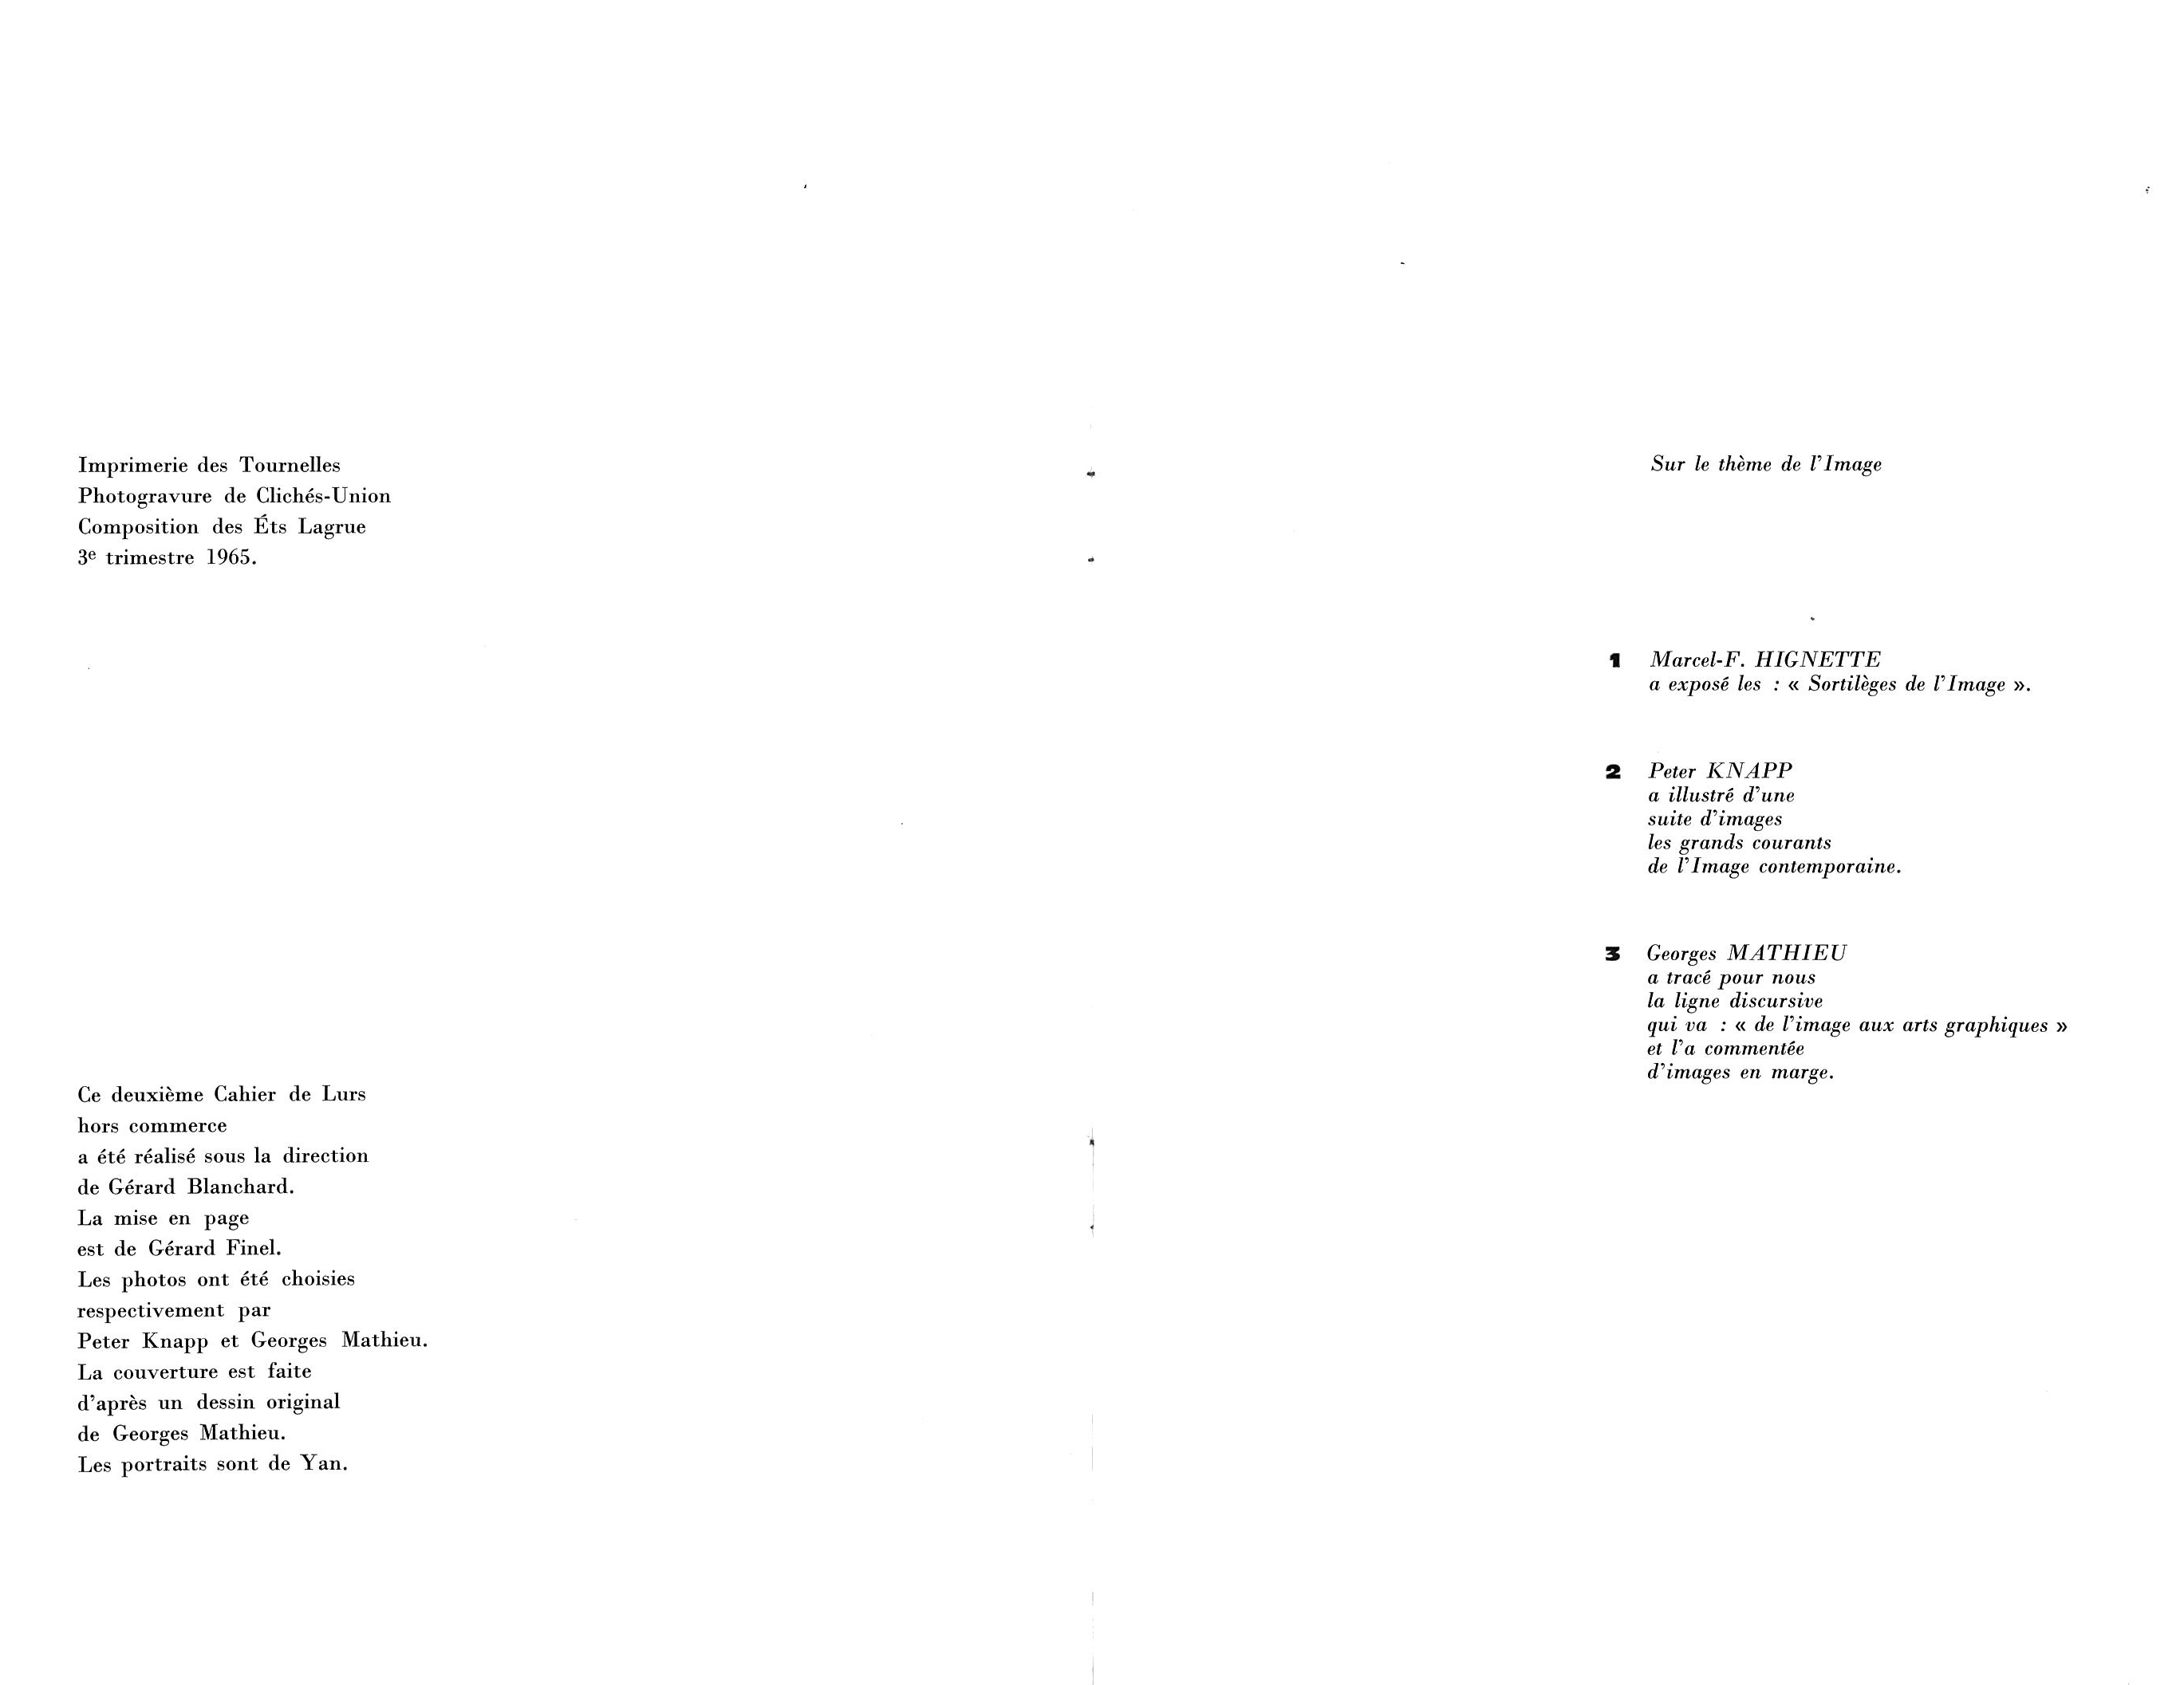 Imprimerie des Tournelles
Photogravure de Clichés-Union
Composition des Éts Lagrue
3e trimestre 1965.
Ce deuxième Cahier de Lurs
hors commerce
a été réalisé sous la direction
de Gérard Blanchard.
La mise en page
est de Gérard Finel.
Les photos ont été choisies
respectivement par
Peter Knapp et Georges Mathieu.
La couverture est faite
d'après un dessin original
de Georges Mathieu.
Les portraits sont de Yan.
Sur le thème de l'Image
1 Marcel-F. HIGNETTE
a exposé les : « Sortilèges de l'Image ».
2 Peter KNAPP
a illustré d'une
suite d'images
les grands courants
de l'Image contemporaine.
3 Georges MATHIEU
a tracé pour nous
la ligne discursive
qui va : « de l'image aux arts graphiques »
et l'a commentée
d'images en marge.